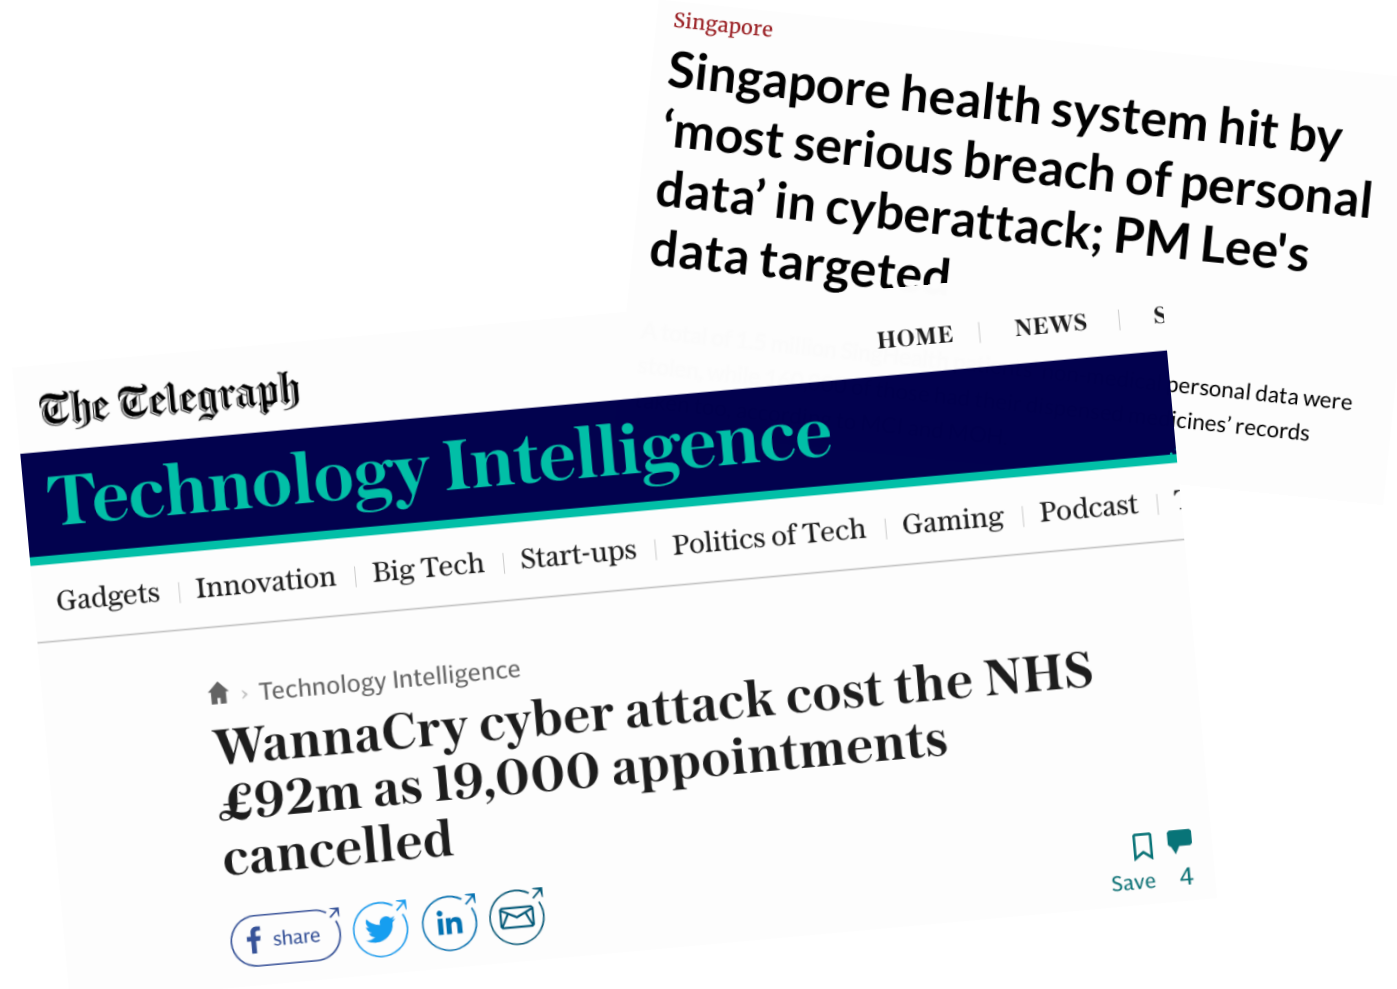 Singapore
Singapore health system hit by
‘most serious breach of personal
data’ in cyberattack; PM Lee's
data targeted
personal data were
icines’ records
HOME | NEWS | S
The Telegraph
Technology Intelligence
Gadgets | Innovation | Big Tech | Start-ups | Politics of Tech | Gaming | Podcast |
Technology Intelligence
WannaCry cyber attack cost the NHS
£92m as 19,000 appointments
cancelled
share
Save 4